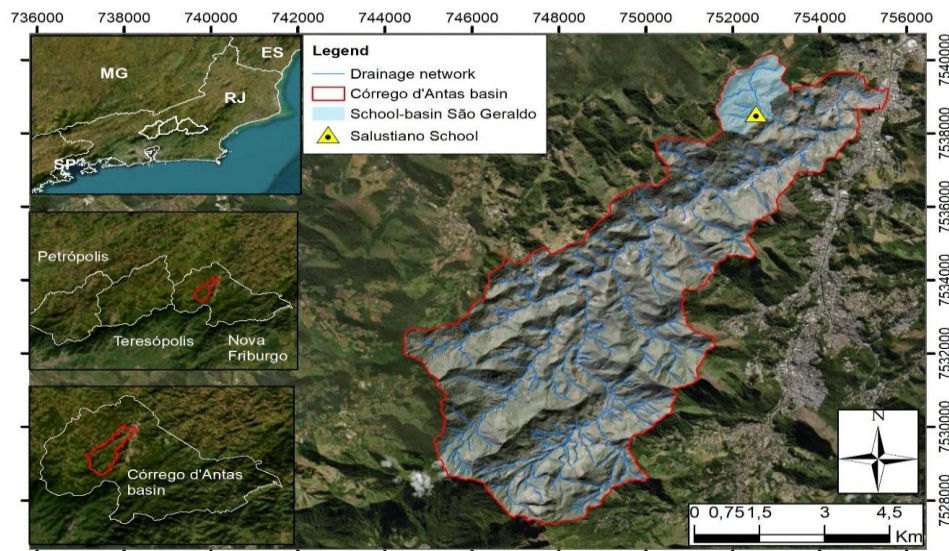 736000 738000 740000 742000 744000 746000 748000 750000 752000 754000 756000
MG
ES
RJ
SP
Legend
Drainage network
Córrego d'Antas basin
School-basin São Geraldo
Salustiano School
Petrópolis
Teresópolis
Nova
Friburgo
Córrego d'Antas
basin
7540000
7538000
7536000
7534000
7532000
7530000
7528000
N
0 0,75 1,5 3 4,5
Km